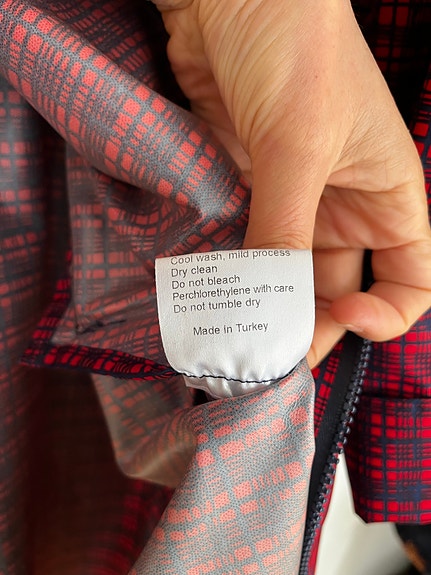 Cool wash, mild process
Dry clean
Do not bleach
Perchlorethylene with care
Do not tumble dry
Made in Turkey